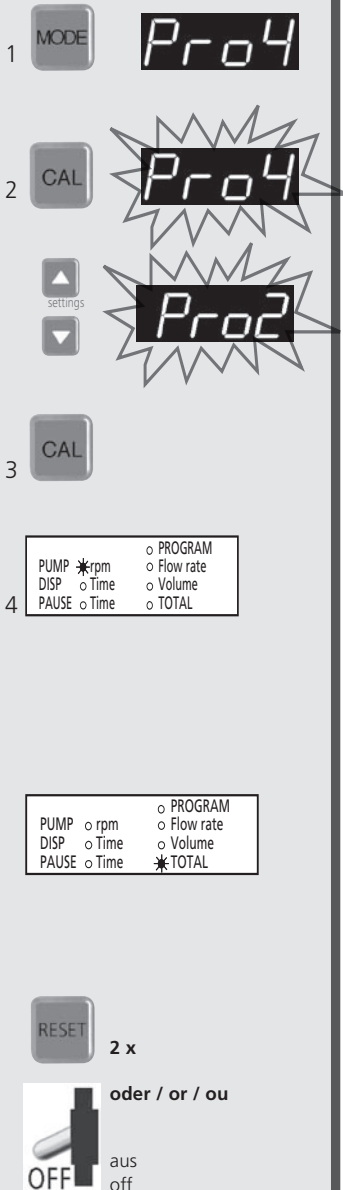 1 MODE Pro4
2 CAL Pro4
settings
Pro2
3 CAL
PROGRAM
PUMP rpm Flow rate
DISP Time Volume
4 PAUSE Time TOTAL
PROGRAM
PUMP rpm Flow rate
DISP Time Volume
PAUSE Time TOTAL
RESET 2 x
oder / or / ou
OFF aus
off